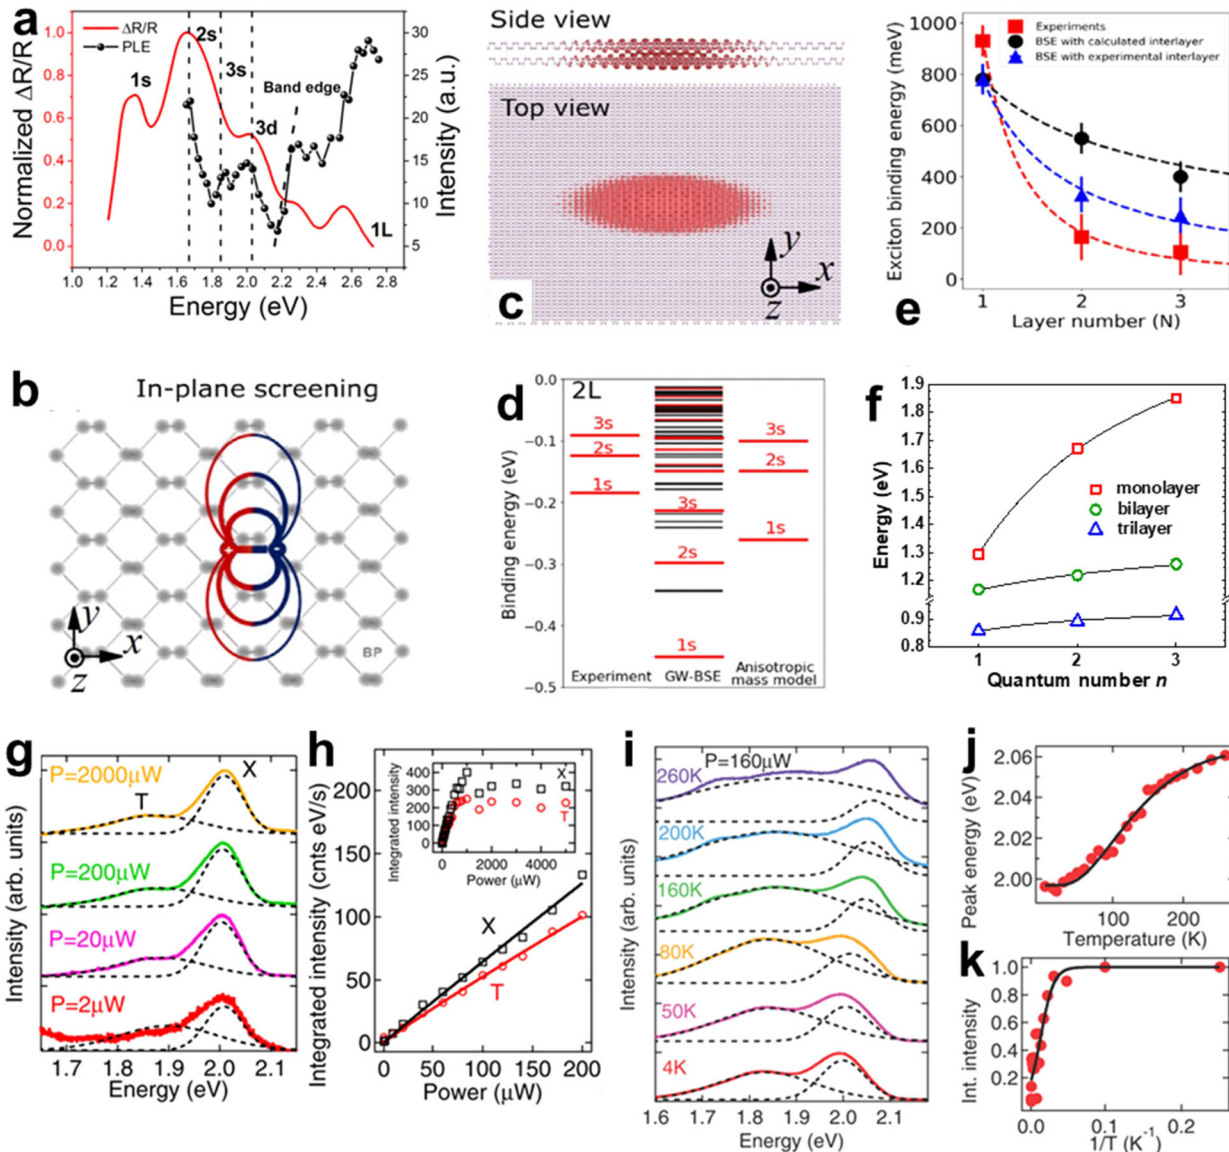 a
Normalized ΔR/R
1.0
0.8
0.6
0.4
0.2
0.0
ΔR/R
PLE
1s
2s
3s
3d
Band edge
1L
30
25
20
15
10
5
Intensity (a.u.)
1.0 1.2 1.4 1.6 1.8 2.0 2.2 2.4 2.6 2.8
Energy (eV)
Side view
Top view
c
y
x
z
e
Exciton binding energy (meV)
1000
800
600
400
200
0
Experiments
BSE with calculated interlayer
BSE with experimental interlayer
1 2 3
Layer number (N)
b
In-plane screening
y
x
z
BP
d
Binding energy (eV)
0.0
−0.1
−0.2
−0.3
−0.4
−0.5
2L
3s
2s
1s
3s
2s
1s
3s
2s
1s
Experiment GW-BSE Anisotropic
mass model
f
Energy (eV)
1.9
1.8
1.7
1.6
1.5
1.4
1.3
1.2
0.9
0.8
monolayer
bilayer
trilayer
1 2 3
Quantum number n
g
Intensity (arb. units)
P=2000µW
T
X
P=200µW
P=20µW
P=2µW
1.7 1.8 1.9 2.0 2.1
Energy (eV)
h
Integrated intensity (cnts eV/s)
200
150
100
50
0
Integrated intensity
400
300
200
100
0
X
T
0 2000 4000
Power (µW)
X
T
0 50 100 150 200
Power (µW)
i
Intensity (arb. units)
P=160µW
260K
200K
160K
80K
50K
4K
1.6 1.7 1.8 1.9 2.0 2.1
Energy (eV)
j
Peak energy (eV)
2.06
2.04
2.02
2.00
100 200
Temperature (K)
k
Int. intensity
1.0
0.8
0.6
0.4
0.2
0.0 0.1 0.2
1/T (K⁻¹)